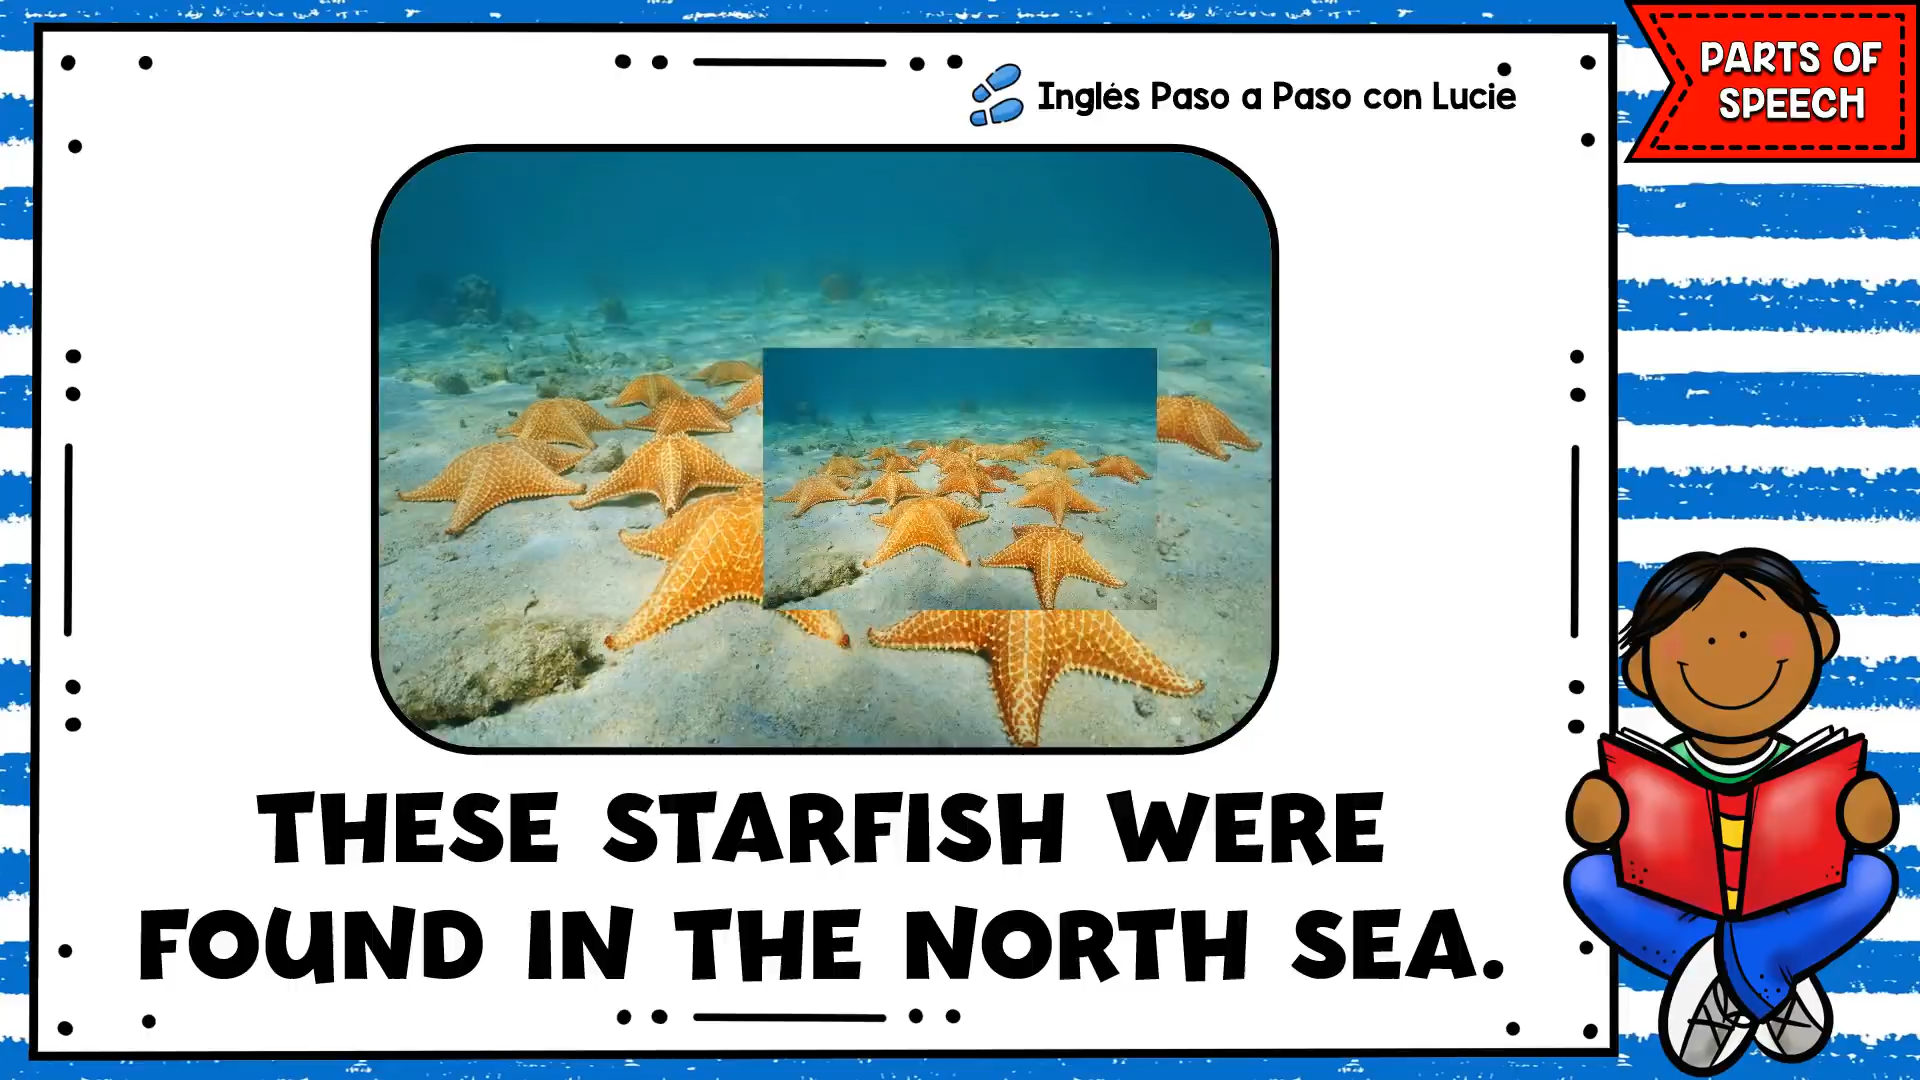 PARTS OF
SPEECH
Inglés Paso a Paso con Lucie
THESE STARFISH WERE
FOUND IN THE NORTH SEA.